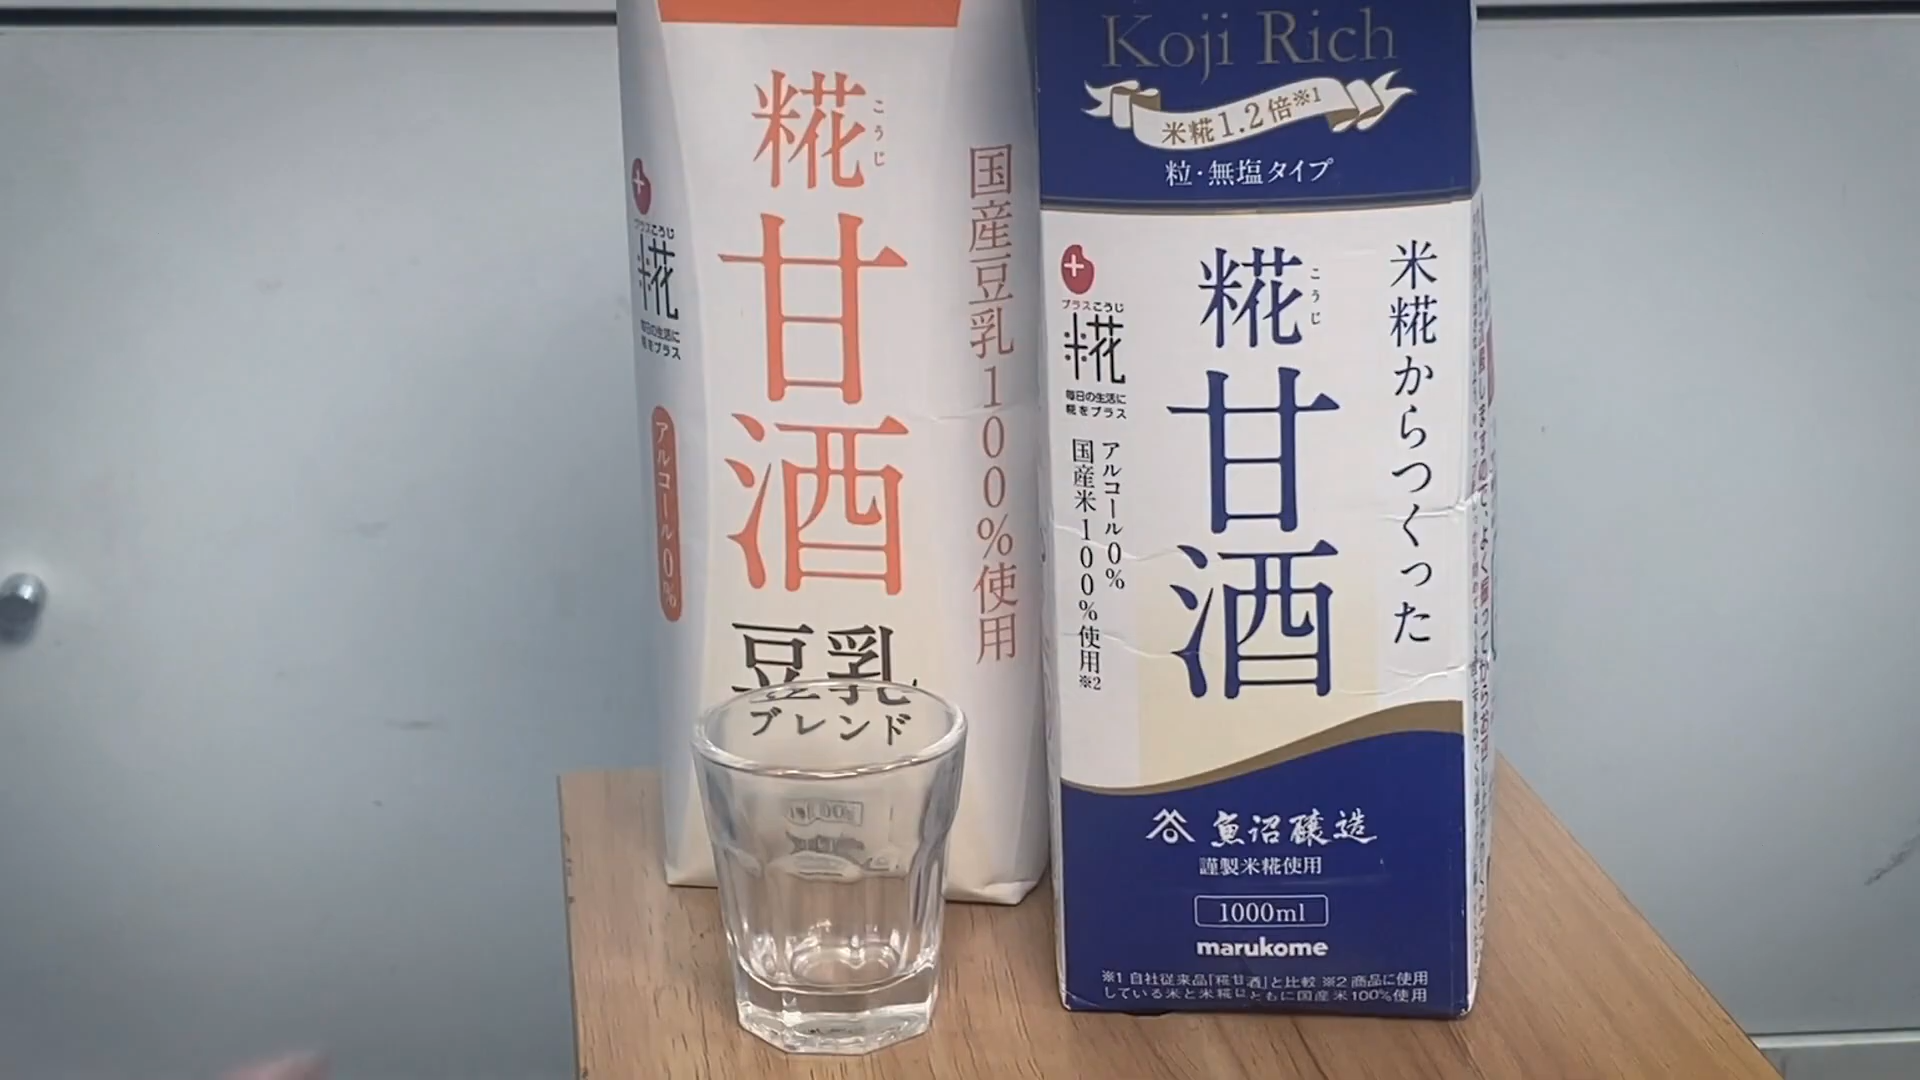 糀
こうじ
甘酒
豆乳
ブレンド
国産豆乳100%使用
プラスこうじ
糀
毎日の生活に
糀をプラス
アルコール0%
Koji Rich
米糀1.2倍※1
粒・無塩タイプ
米糀からつくった
糀
こうじ
甘酒
プラスこうじ
糀
毎日の生活に
糀をプラス
アルコール0%
国産米100%使用※2
魚沼醸造
謹製米糀使用
1000ml
marukome
※1 自社従来品「糀甘酒」と比較 ※2 商品に使用
している米と米糀はともに国産米100%使用